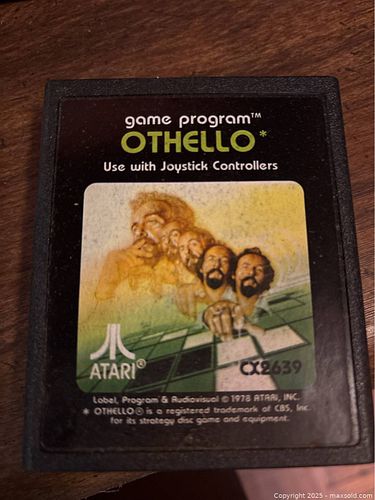 game program™
OTHELLO*
Use with Joystick Controllers
ATARI®
CX2639
Label, Program & Audiovisual © 1978 ATARI, INC.
* OTHELLO® is a registered trademark of CBS, Inc.
for its strategy disc game and equipment.
Copyright 2025 - maxsold.com